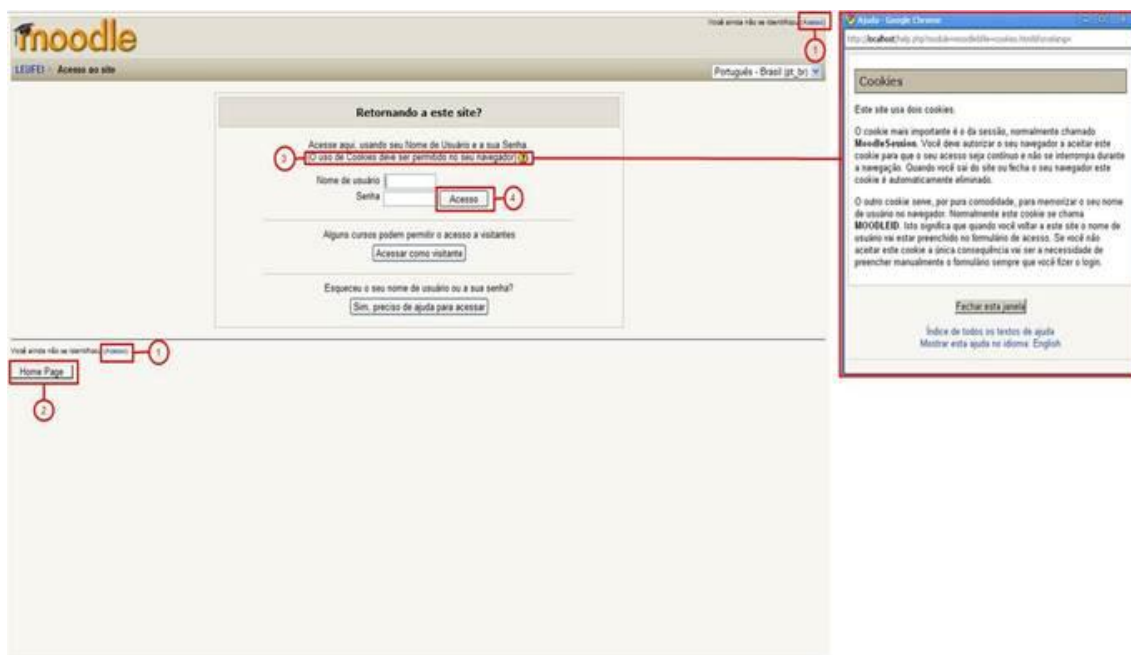 moodle
Você ainda não se identificou (Acesso)
1
LEUFEI Acesso ao site
Português - Brasil (pt_br)
Retornando a este site?
Acesse aqui, usando seu Nome de Usuário e a sua Senha
3
O uso de Cookies deve ser permitido no seu navegador
Nome de usuário
Senha
Acesso
4
Alguns cursos podem permitir o acesso a visitantes
Acessar como visitante
Esqueceu o seu nome de usuário ou a sua senha?
Sim, preciso de ajuda para acessar
Você ainda não se identificou (Acesso)
1
Home Page
2
Ajuda - Google Chrome
Cookies
Este site usa dois cookies.
O cookie mais importante é o da sessão, normalmente chamado
MoodleSession. Você deve autorizar o seu navegador a aceitar este
cookie para que o seu acesso seja contínuo e não se interrompa durante
a navegação. Quando você sai do site ou fecha o seu navegador este
cookie é automaticamente eliminado.
O outro cookie serve, por pura comodidade, para memorizar o seu nome
de usuário no navegador. Normalmente este cookie se chama
MOODLEID. Isto significa que quando você voltar a este site o nome de
usuário vai estar preenchido no formulário de acesso. Se você não
aceitar este cookie a única consequência vai ser a necessidade de
preencher manualmente o formulário sempre que você fizer o login.
Fechar esta janela
Índice de todos os textos de ajuda
Mostrar esta ajuda no idioma: English